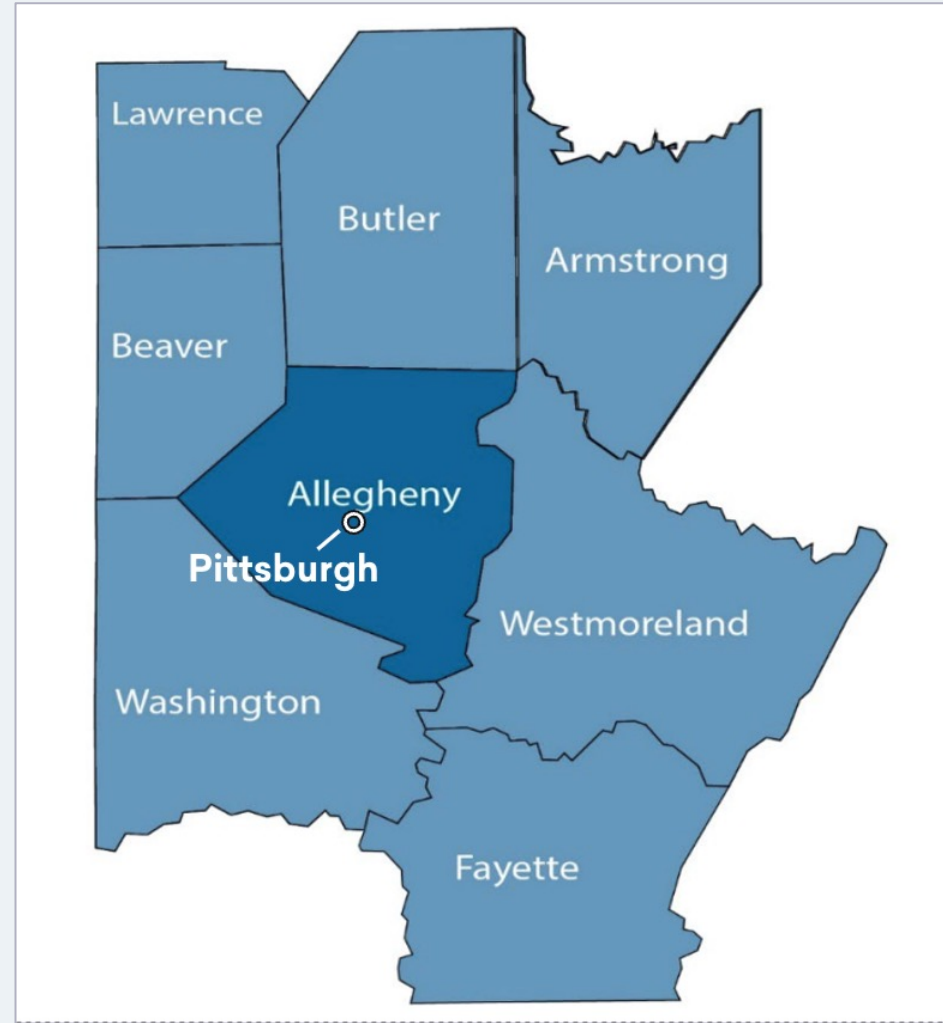 Lawrence
Butler
Armstrong
Beaver
Allegheny
Pittsburgh
Westmoreland
Washington
Fayette